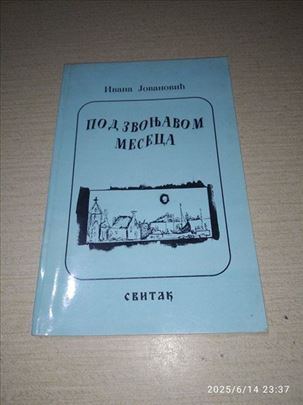 Ивана Јовановић
ПОД ЗВОЊАВОМ
МЕСЕЦА
СВИТАК
2025/6/14 23:37